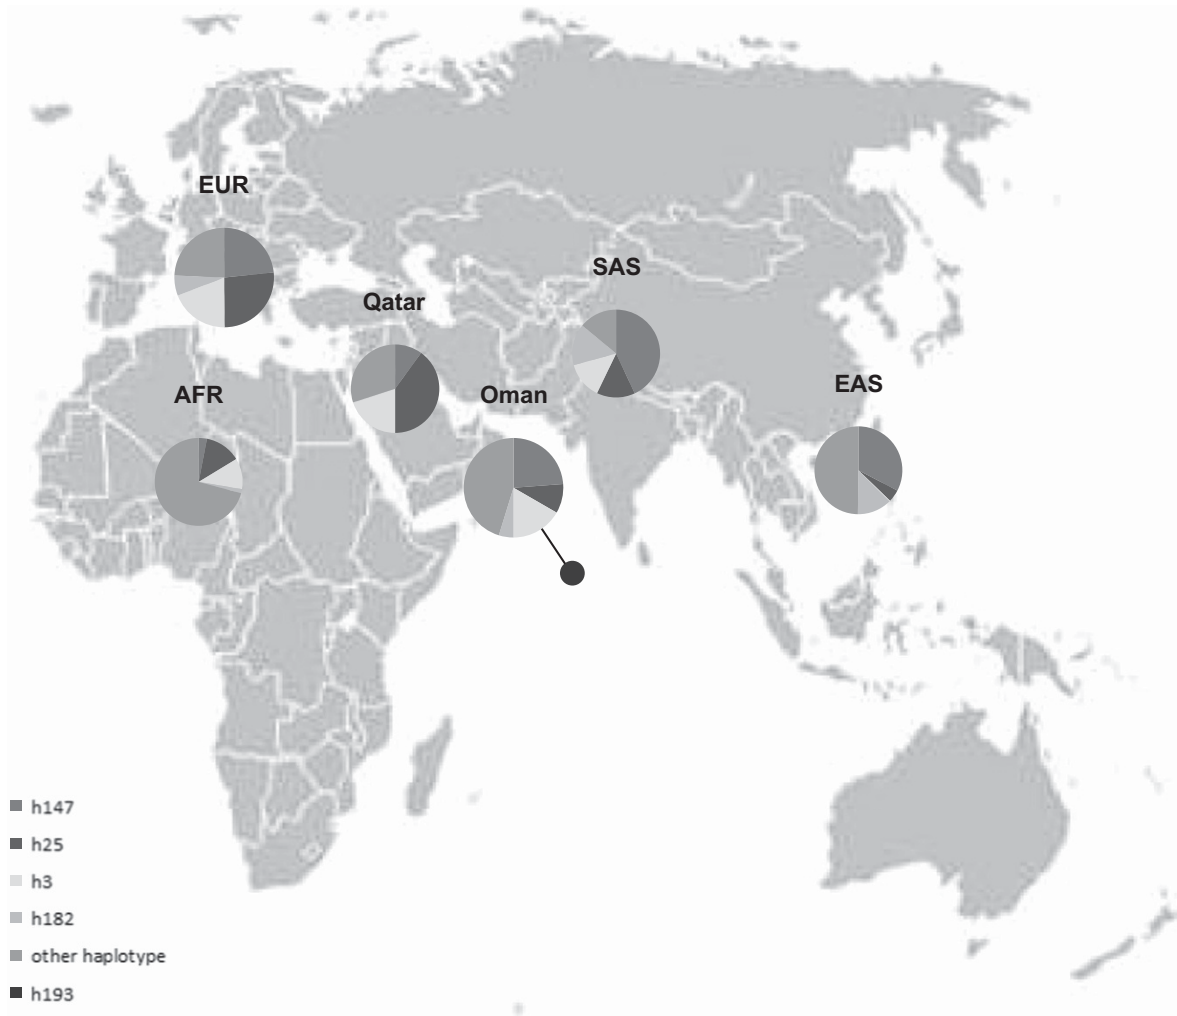 EUR
SAS
Qatar
EAS
AFR
Oman
h147
h25
h3
h182
other haplotype
h193